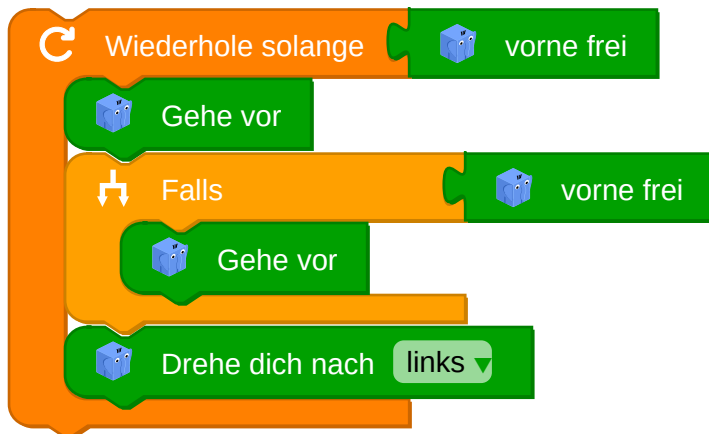 Wiederhole solange vorne frei
Gehe vor
Falls vorne frei
Gehe vor
Drehe dich nach links